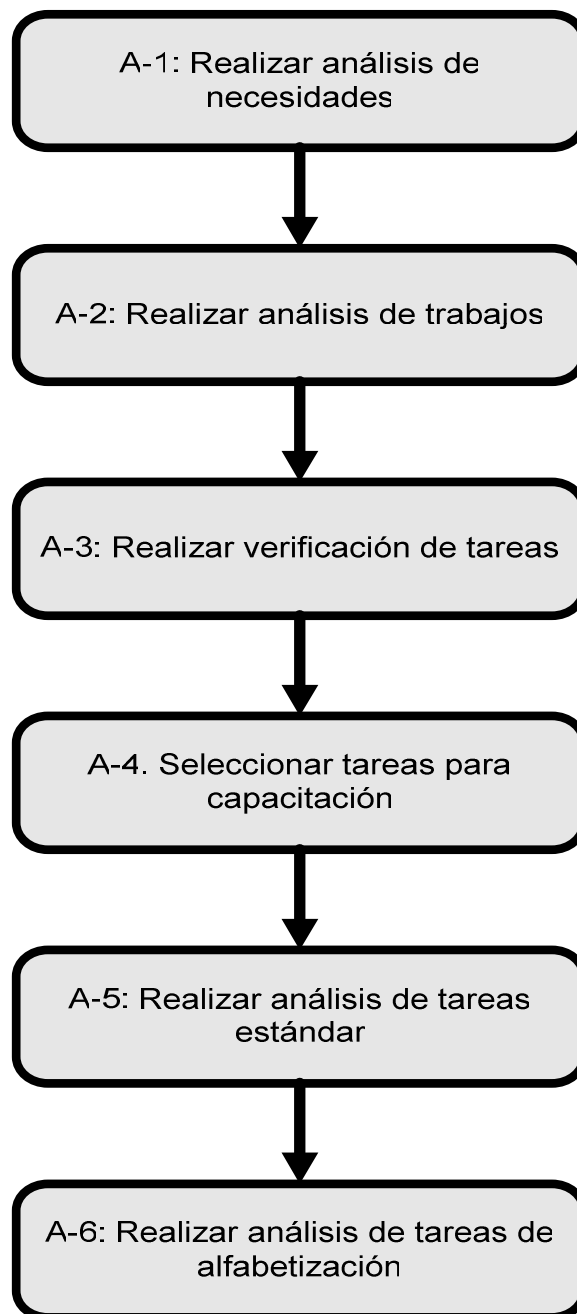 A-1: Realizar análisis de
necesidades
A-2: Realizar análisis de trabajos
A-3: Realizar verificación de tareas
A-4. Seleccionar tareas para
capacitación
A-5: Realizar análisis de tareas
estándar
A-6: Realizar análisis de tareas de
alfabetización